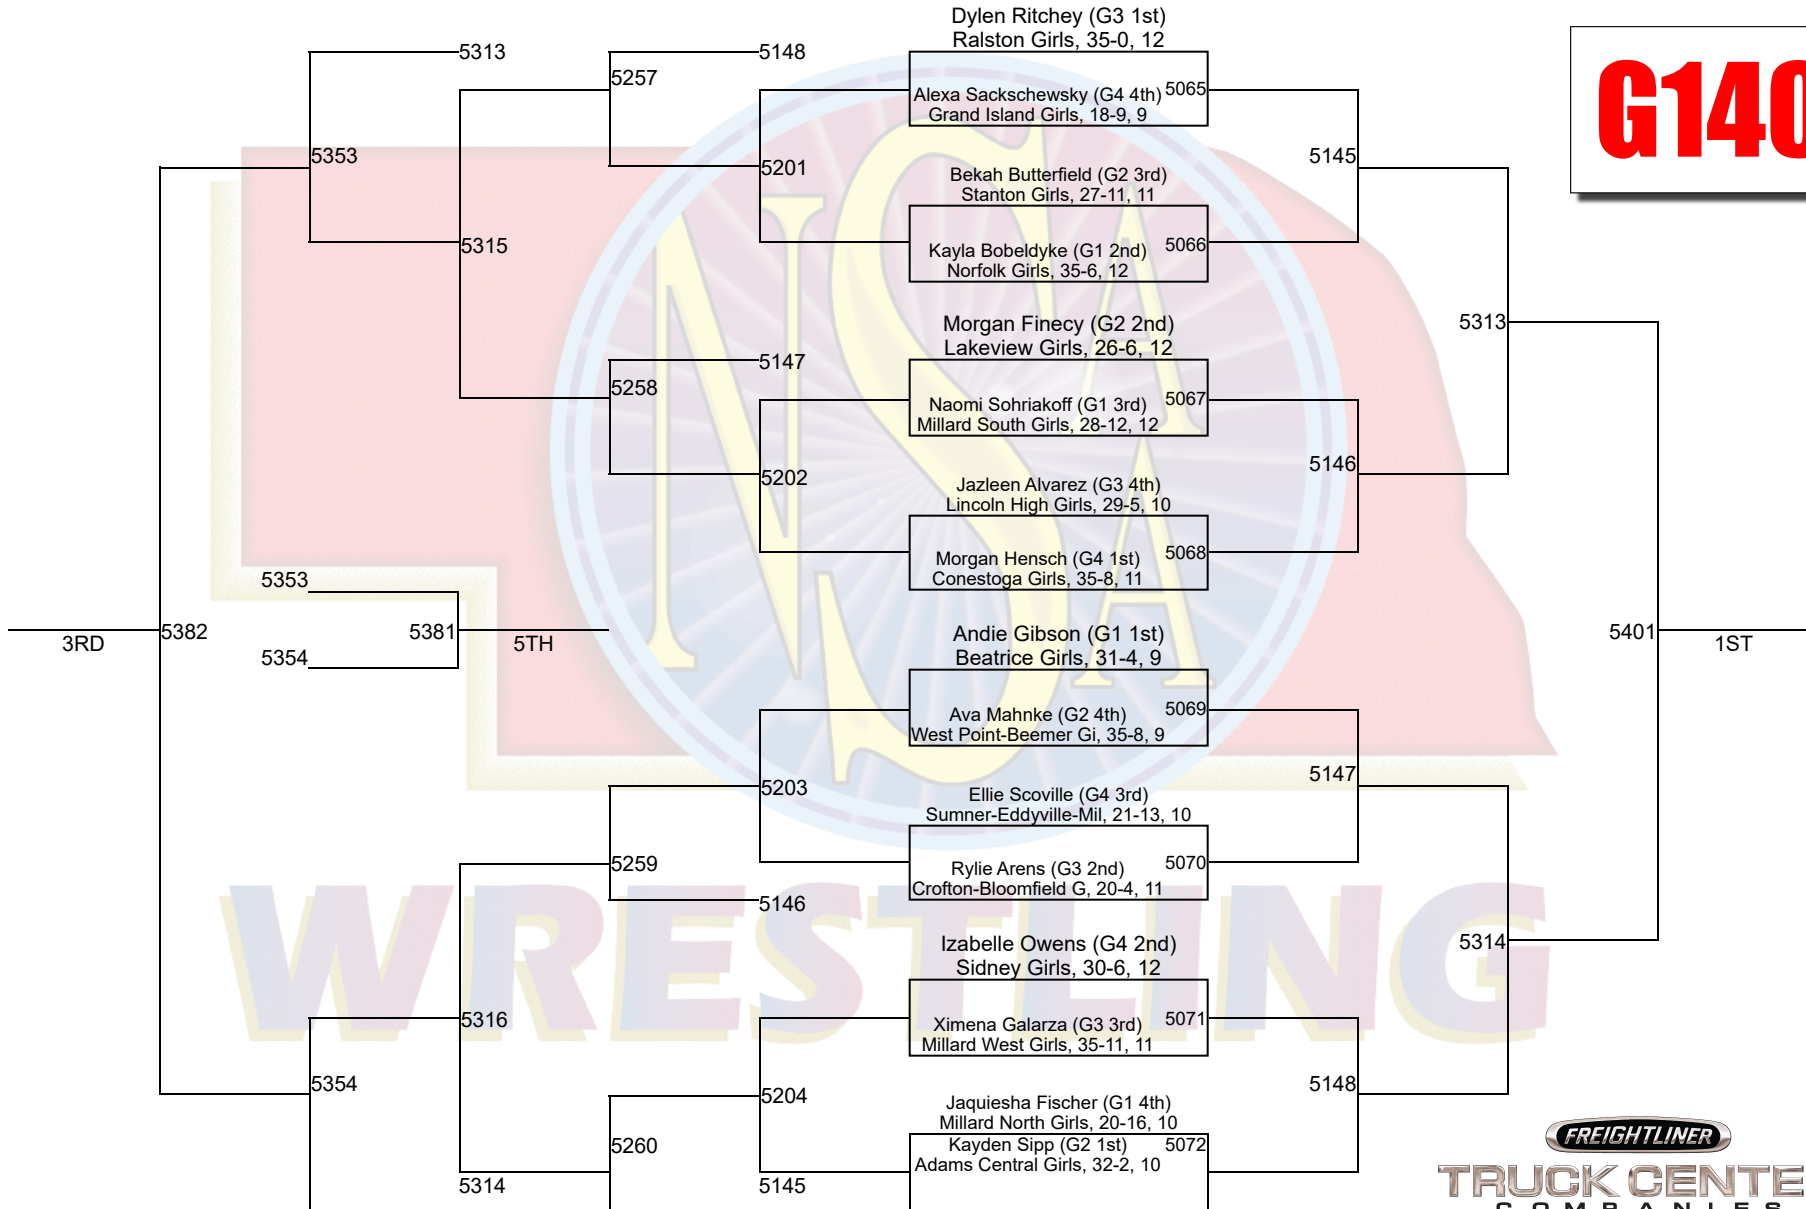 Dylen Ritchey (G3 1st)
Ralston Girls, 35-0, 12
Alexa Sackschewsky (G4 4th)
Grand Island Girls, 18-9, 9
5065
Bekah Butterfield (G2 3rd)
Stanton Girls, 27-11, 11
Kayla Bobeldyke (G1 2nd)
Norfolk Girls, 35-6, 12
5066
Morgan Finecy (G2 2nd)
Lakeview Girls, 26-6, 12
Naomi Sohriakoff (G1 3rd)
Millard South Girls, 28-12, 12
5067
Jazleen Alvarez (G3 4th)
Lincoln High Girls, 29-5, 10
Morgan Hensch (G4 1st)
Conestoga Girls, 35-8, 11
5068
Andie Gibson (G1 1st)
Beatrice Girls, 31-4, 9
Ava Mahnke (G2 4th)
West Point-Beemer Gi, 35-8, 9
5069
Ellie Scoville (G4 3rd)
Sumner-Eddyville-Mil, 21-13, 10
Rylie Arens (G3 2nd)
Crofton-Bloomfield G, 20-4, 11
5070
Izabelle Owens (G4 2nd)
Sidney Girls, 30-6, 12
Ximena Galarza (G3 3rd)
Millard West Girls, 35-11, 11
5071
Jaquiesha Fischer (G1 4th)
Millard North Girls, 20-16, 10
Kayden Sipp (G2 1st)
Adams Central Girls, 32-2, 10
5072
5145
5146
5147
5148
5313
5314
5401
1ST
5148
5201
5147
5202
5203
5146
5204
5145
5257
5258
5259
5260
5313
5315
5316
5314
5353
5354
5353
5354
5381
5TH
5382
3RD
G140
NSWA
WRESTLING
FREIGHTLINER
TRUCK CENTE
COMPANIES